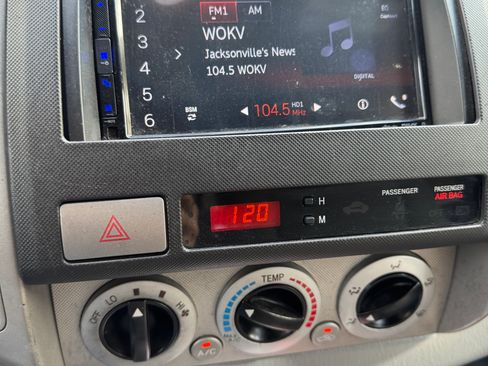 FM1 AM
2
3
4
5
6
WOKV
Jacksonville's News
104.5 WOKV
DIGITAL
BSM
104.5 HD1
MHz
H
M
1:20
PASSENGER
PASSENGER
AIR BAG
OFF LO HI
TEMP
A/C